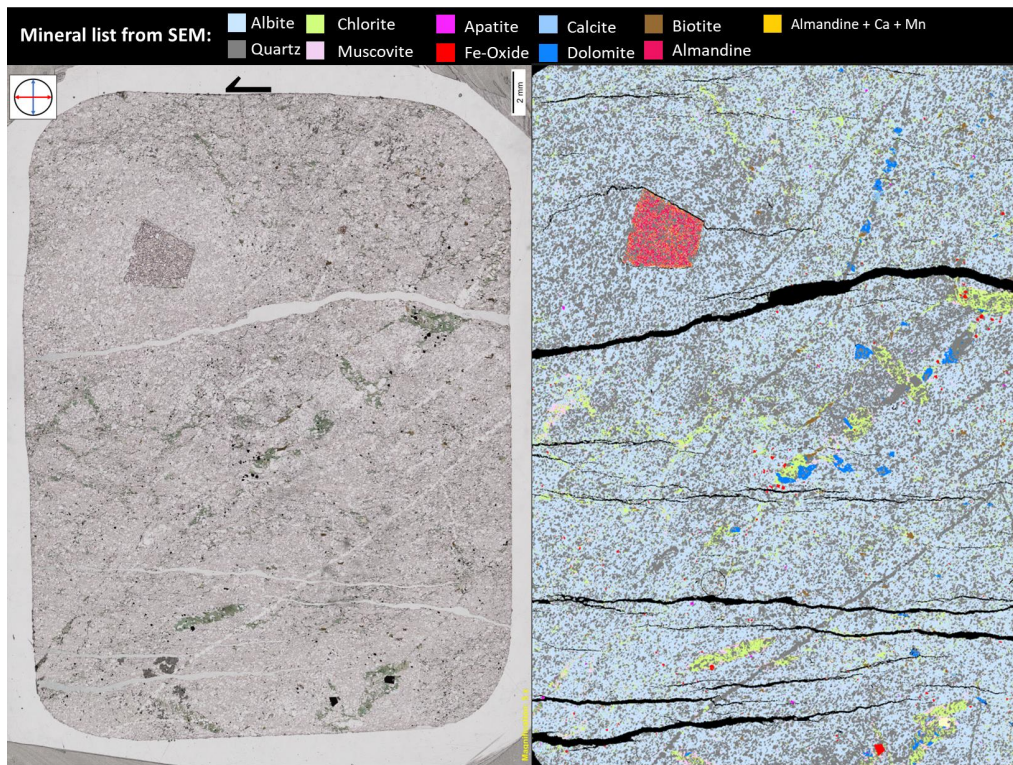 Mineral list from SEM:
Albite
Chlorite
Apatite
Calcite
Biotite
Almandine + Ca + Mn
Quartz
Muscovite
Fe-Oxide
Dolomite
Almandine
2 mm